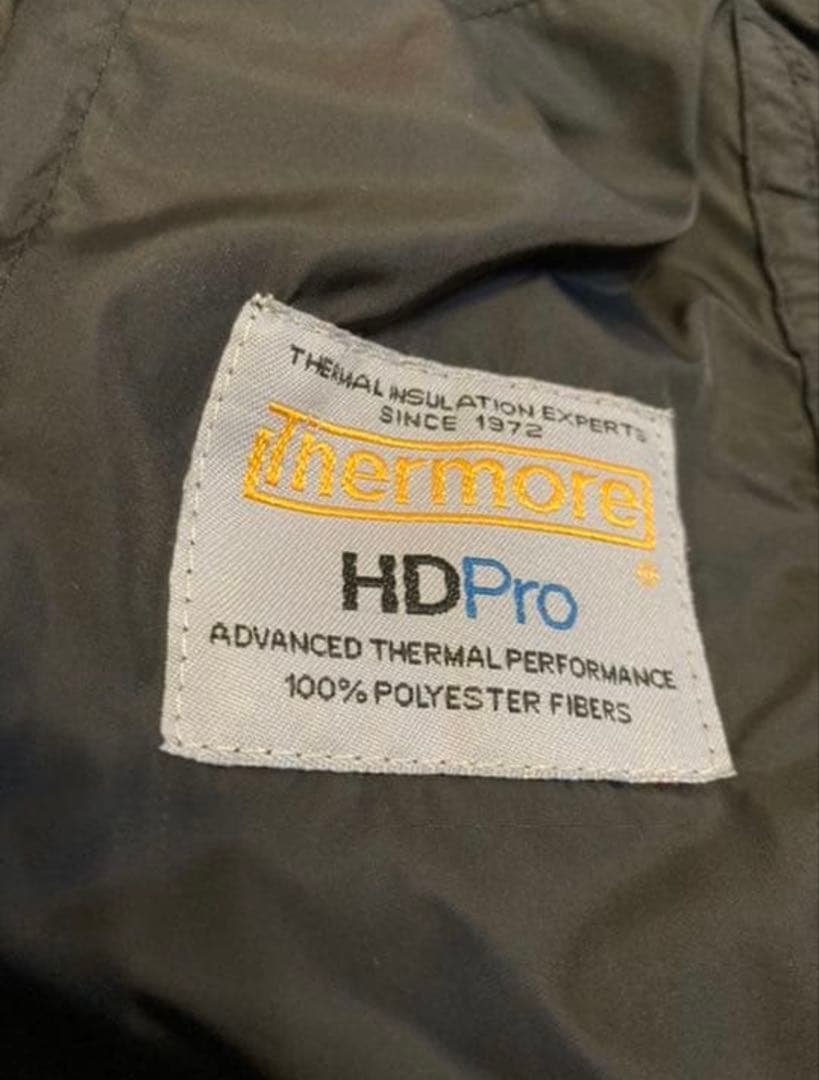 THERMAL INSULATION EXPERTS
SINCE 1972
Thermore
®
HDPro
ADVANCED THERMAL PERFORMANCE
100% POLYESTER FIBERS